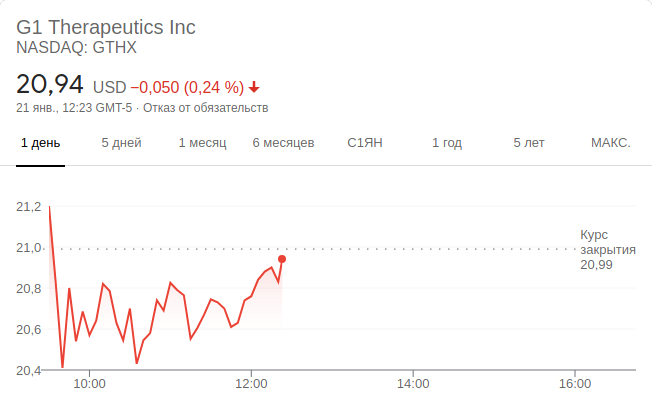 G1 Therapeutics Inc
NASDAQ: GTHX
20,94 USD −0,050 (0,24 %)
21 янв., 12:23 GMT-5 · Отказ от обязательств
1 день 5 дней 1 месяц 6 месяцев С1ЯН 1 год 5 лет МАКС.
21,2
Курс
21,0 закрытия
20,99
20,8
20,6
20,4
10:00 12:00 14:00 16:00